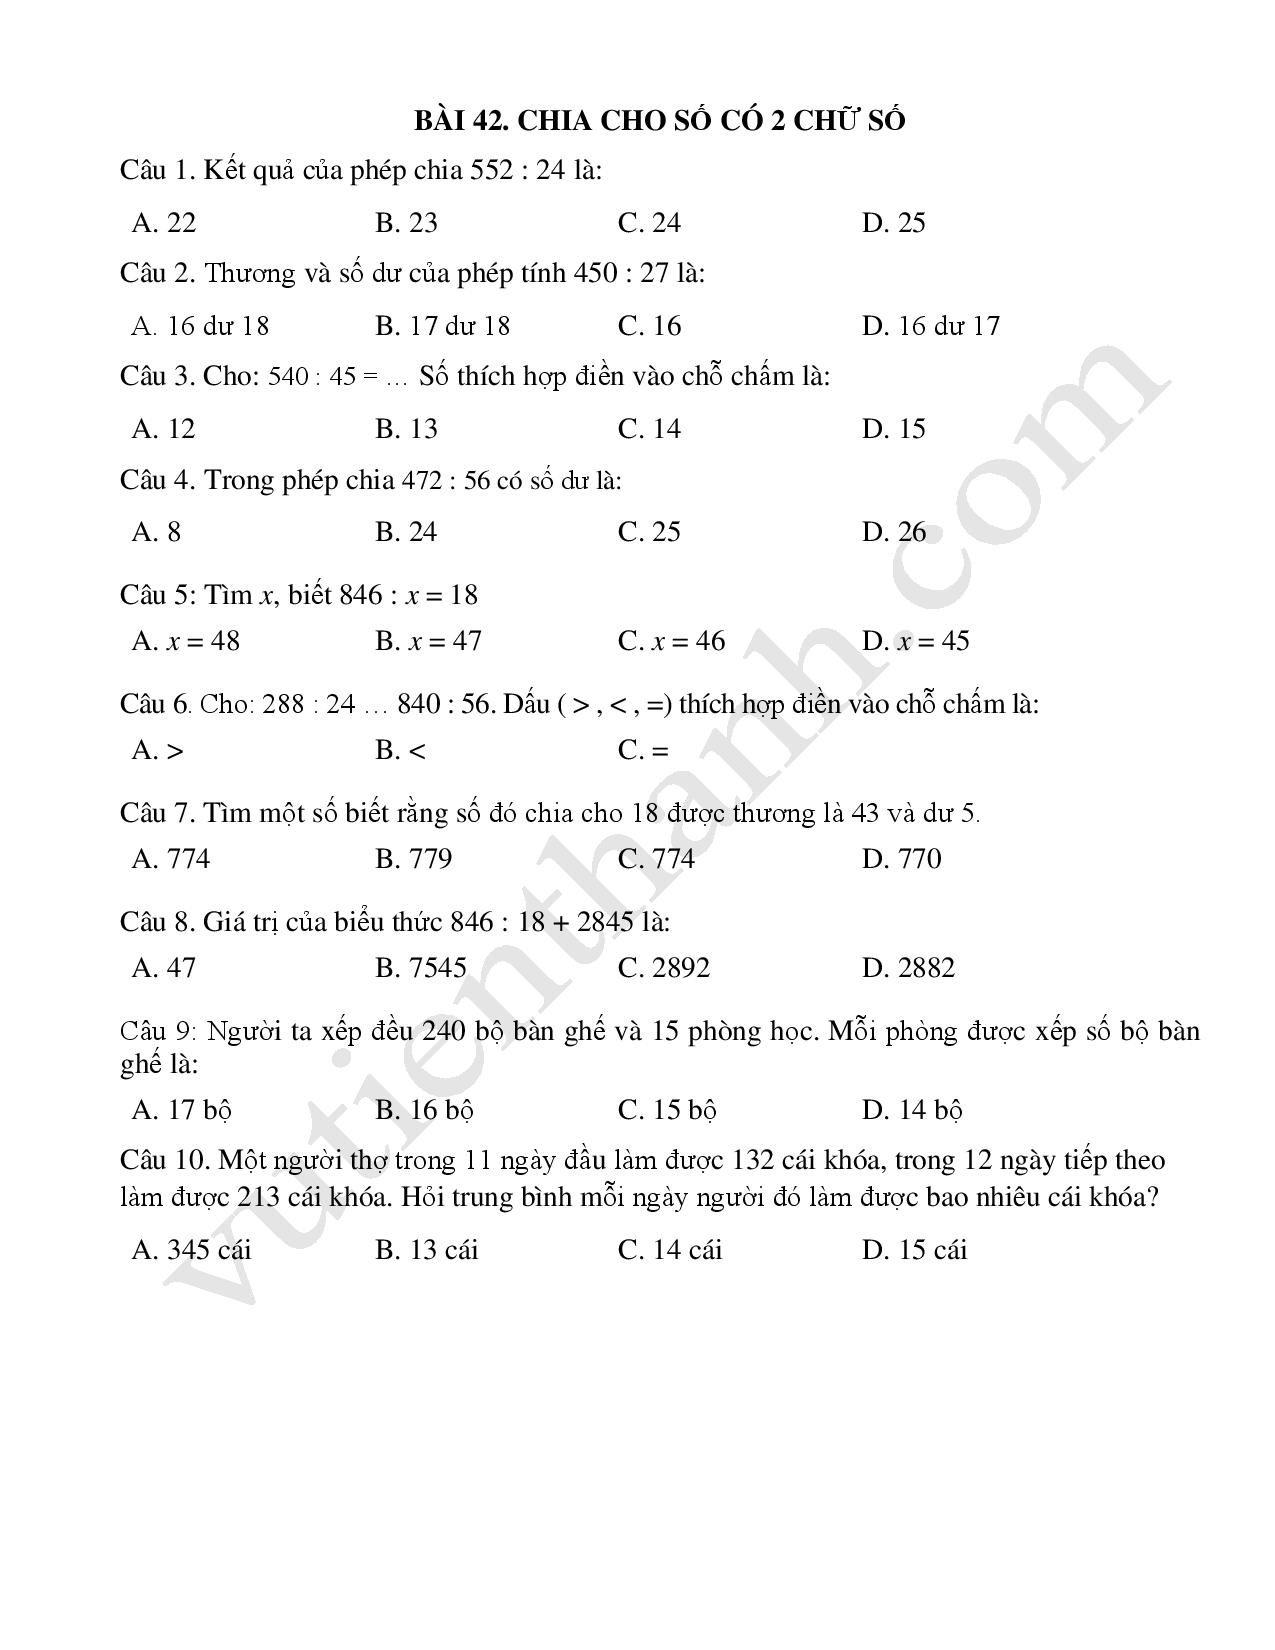 BÀI 42. CHIA CHO SỐ CÓ 2 CHỮ SỐ
Câu 1. Kết quả của phép chia 552 : 24 là:
A. 22 B. 23 C. 24 D. 25
Câu 2. Thương và số dư của phép tính 450 : 27 là:
A. 16 dư 18 B. 17 dư 18 C. 16 D. 16 dư 17
Câu 3. Cho: 540 : 45 = … Số thích hợp điền vào chỗ chấm là:
A. 12 B. 13 C. 14 D. 15
Câu 4. Trong phép chia 472 : 56 có số dư là:
A. 8 B. 24 C. 25 D. 26
Câu 5: Tìm x, biết 846 : x = 18
A. x = 48 B. x = 47 C. x = 46 D. x = 45
Câu 6. Cho: 288 : 24 … 840 : 56. Dấu ( > , < , =) thích hợp điền vào chỗ chấm là:
A. > B. < C. =
Câu 7. Tìm một số biết rằng số đó chia cho 18 được thương là 43 và dư 5.
A. 774 B. 779 C. 774 D. 770
Câu 8. Giá trị của biểu thức 846 : 18 + 2845 là:
A. 47 B. 7545 C. 2892 D. 2882
Câu 9: Người ta xếp đều 240 bộ bàn ghế và 15 phòng học. Mỗi phòng được xếp số bộ bàn
ghế là:
A. 17 bộ B. 16 bộ C. 15 bộ D. 14 bộ
Câu 10. Một người thợ trong 11 ngày đầu làm được 132 cái khóa, trong 12 ngày tiếp theo
làm được 213 cái khóa. Hỏi trung bình mỗi ngày người đó làm được bao nhiêu cái khóa?
A. 345 cái B. 13 cái C. 14 cái D. 15 cái
vutienthanh.com